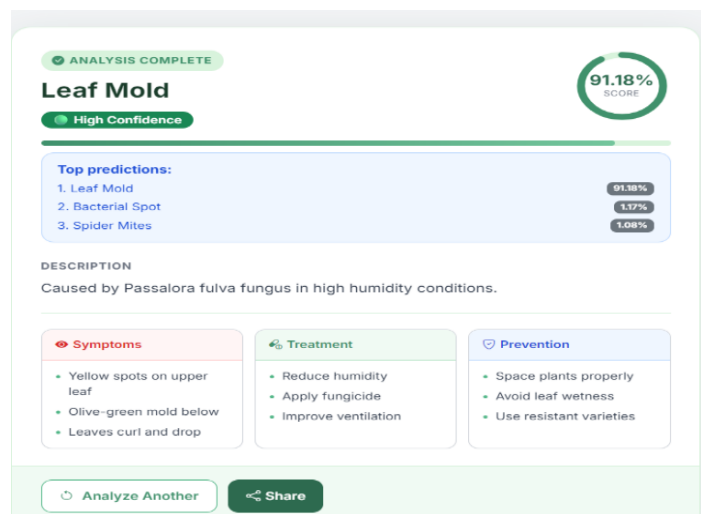 ANALYSIS COMPLETE
Leaf Mold
High Confidence
91.18%
SCORE
Top predictions:
1. Leaf Mold 91.18%
2. Bacterial Spot 1.17%
3. Spider Mites 1.08%
DESCRIPTION
Caused by Passalora fulva fungus in high humidity conditions.
Symptoms
• Yellow spots on upper
leaf
• Olive-green mold below
• Leaves curl and drop
Treatment
• Reduce humidity
• Apply fungicide
• Improve ventilation
Prevention
• Space plants properly
• Avoid leaf wetness
• Use resistant varieties
Analyze Another
Share